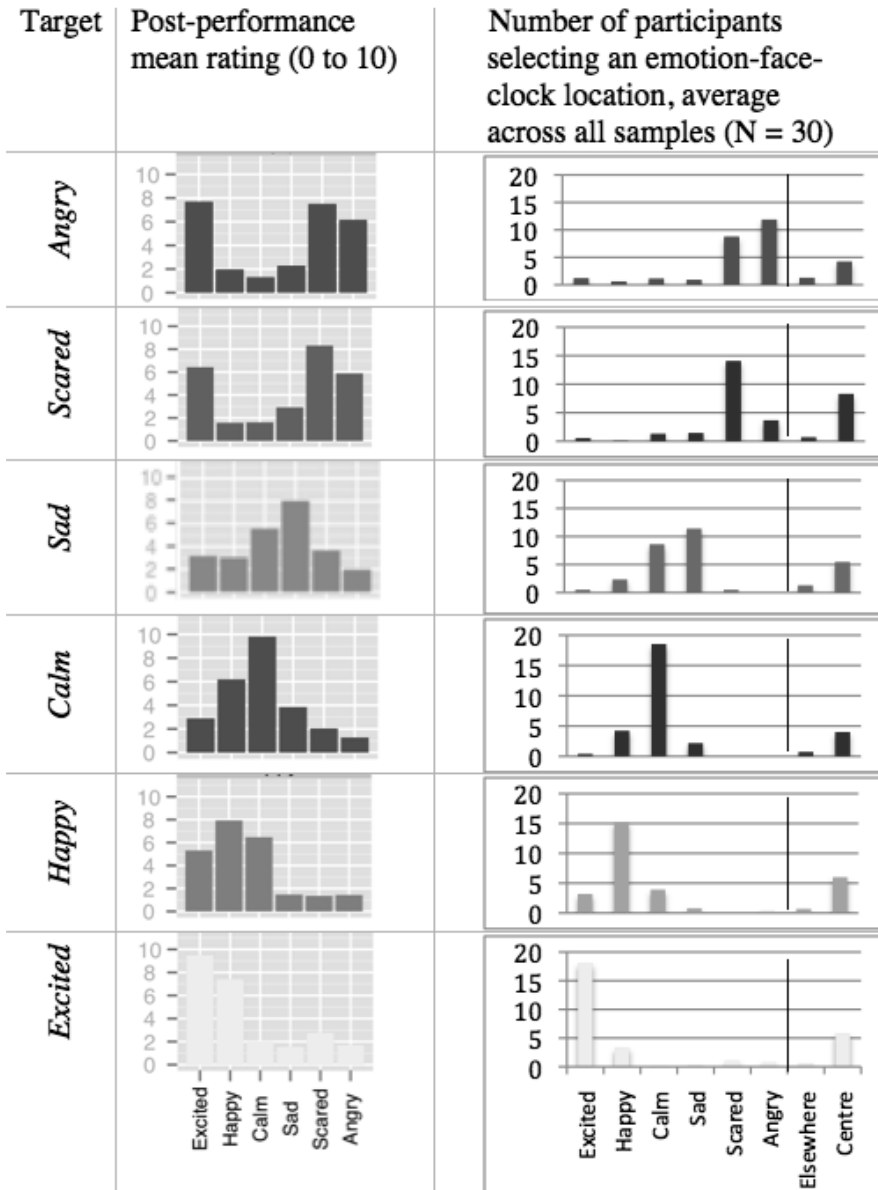 Target
Post-performance
mean rating (0 to 10)
Number of participants
selecting an emotion-face-
clock location, average
across all samples (N = 30)
Angry
10
8
6
4
2
0
20
15
10
5
0
Scared
10
8
6
4
2
0
20
15
10
5
0
Sad
10
8
6
4
2
0
20
15
10
5
0
Calm
10
8
6
4
2
0
20
15
10
5
0
Happy
10
8
6
4
2
0
20
15
10
5
0
Excited
10
8
6
4
2
0
20
15
10
5
0
Excited
Happy
Calm
Sad
Scared
Angry
Excited
Happy
Calm
Sad
Scared
Angry
Elsewhere
Centre